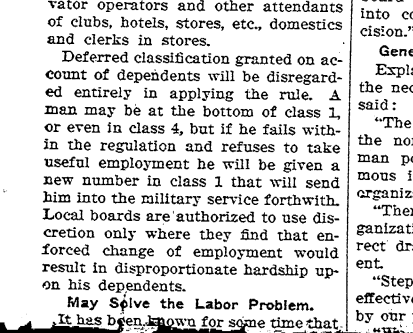 vator operators and other attendants
of clubs, hotels, stores, etc., domestics
and clerks in stores.
Deferred classification granted on ac-
count of dependents will be disregard-
ed entirely in applying the rule. A
man may be at the bottom of class 1,
or even in class 4, but if he fails with-
in the regulation and refuses to take
useful employment he will be given a
new number in class 1 that will send
him into the military service forthwith.
Local boards are authorized to use dis-
cretion only where they find that en-
forced change of employment would
result in disproportionate hardship up-
on his dependents.
May Solve the Labor Problem.
It has been known for some time that
into
cision."
Gene
Expla
the nec
said:
"The
the no
man po
mous i
organiz
"Ther
ganizati
rect dr
ent.
"Step
effectiv
by our